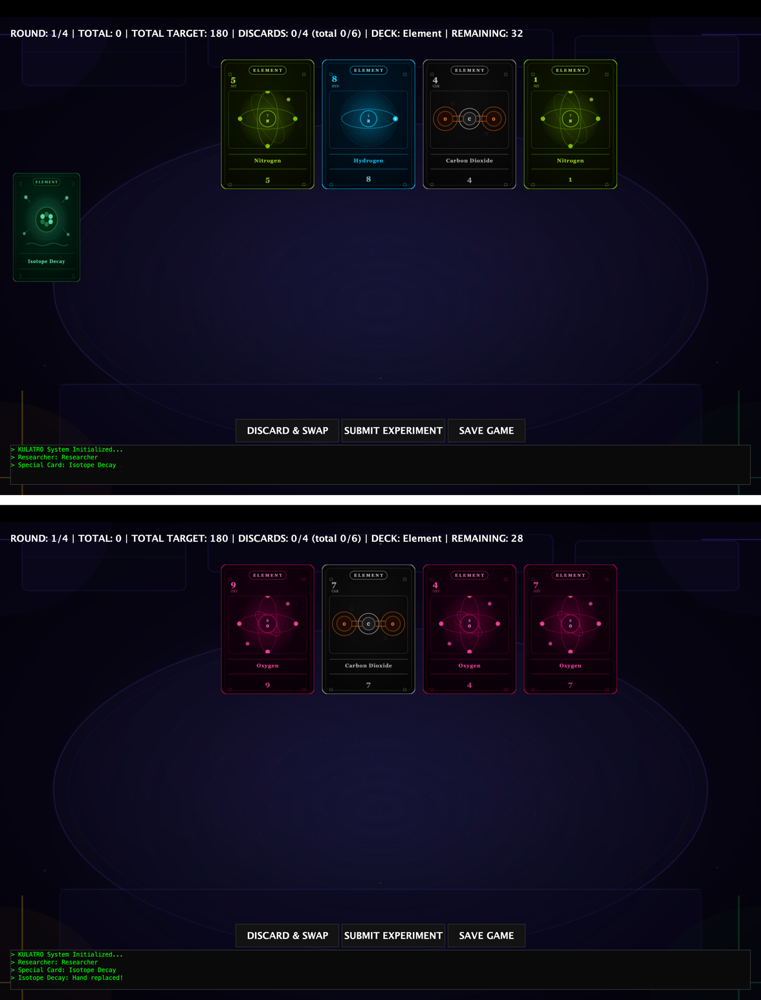 ROUND: 1/4 | TOTAL: 0 | TOTAL TARGET: 180 | DISCARDS: 0/4 (total 0/6) | DECK: Element | REMAINING: 32
ELEMENT
5
NIT
7
N
Nitrogen
5
ELEMENT
8
HYD
1
H
Hydrogen
8
ELEMENT
4
CAR
O C O
Carbon Dioxide
4
ELEMENT
1
NIT
7
N
Nitrogen
1
ELEMENT
Isotope Decay
DISCARD & SWAP
SUBMIT EXPERIMENT
SAVE GAME
> KULATRO System Initialized...
> Researcher: Researcher
> Special Card: Isotope Decay
ROUND: 1/4 | TOTAL: 0 | TOTAL TARGET: 180 | DISCARDS: 0/4 (total 0/6) | DECK: Element | REMAINING: 28
ELEMENT
9
OXY
8
O
Oxygen
9
ELEMENT
7
CAR
O C O
Carbon Dioxide
7
ELEMENT
4
OXY
8
O
Oxygen
4
ELEMENT
7
OXY
8
O
Oxygen
7
DISCARD & SWAP
SUBMIT EXPERIMENT
SAVE GAME
> KULATRO System Initialized...
> Researcher: Researcher
> Special Card: Isotope Decay
> Isotope Decay: Hand replaced!